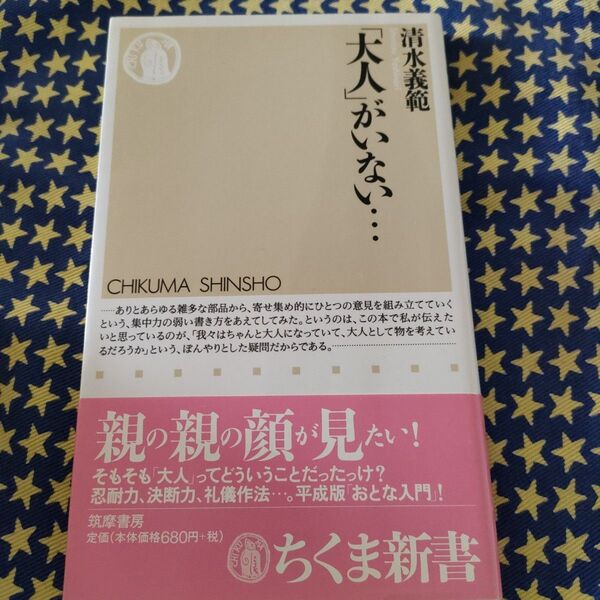 清水義範
「大人」がいない…
CHIKUMA SHINSHO
……ありとあらゆる雑多な部品から、寄せ集め的にひとつの意見を組み立てていく
という、集中力の弱い書き方をあえてしてみた。というのは、この本で私が伝えた
いと思っているのが、「我々はちゃんと大人になっていて、大人として物を考えてい
るだろうか」という、ぼんやりとした疑問だからである。……
親の親の顔が見たい!
そもそも「大人」ってどういうことだったっけ?
忍耐力、決断力、礼儀作法…。平成版「おとな入門」!
筑摩書房
定価(本体価格680円+税)
ちくま新書